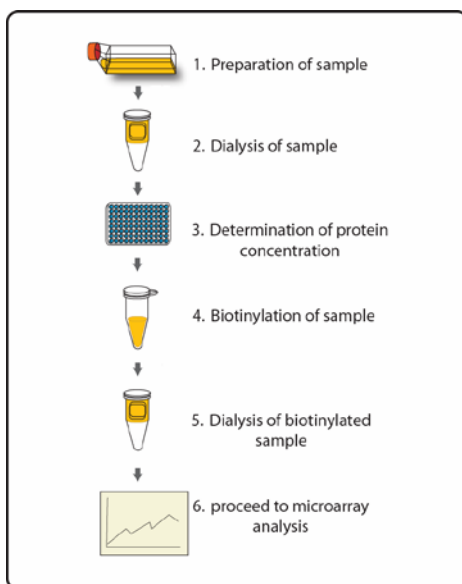 1. Preparation of sample
2. Dialysis of sample
3. Determination of protein
concentration
4. Biotinylation of sample
5. Dialysis of biotinylated
sample
6. proceed to microarray
analysis